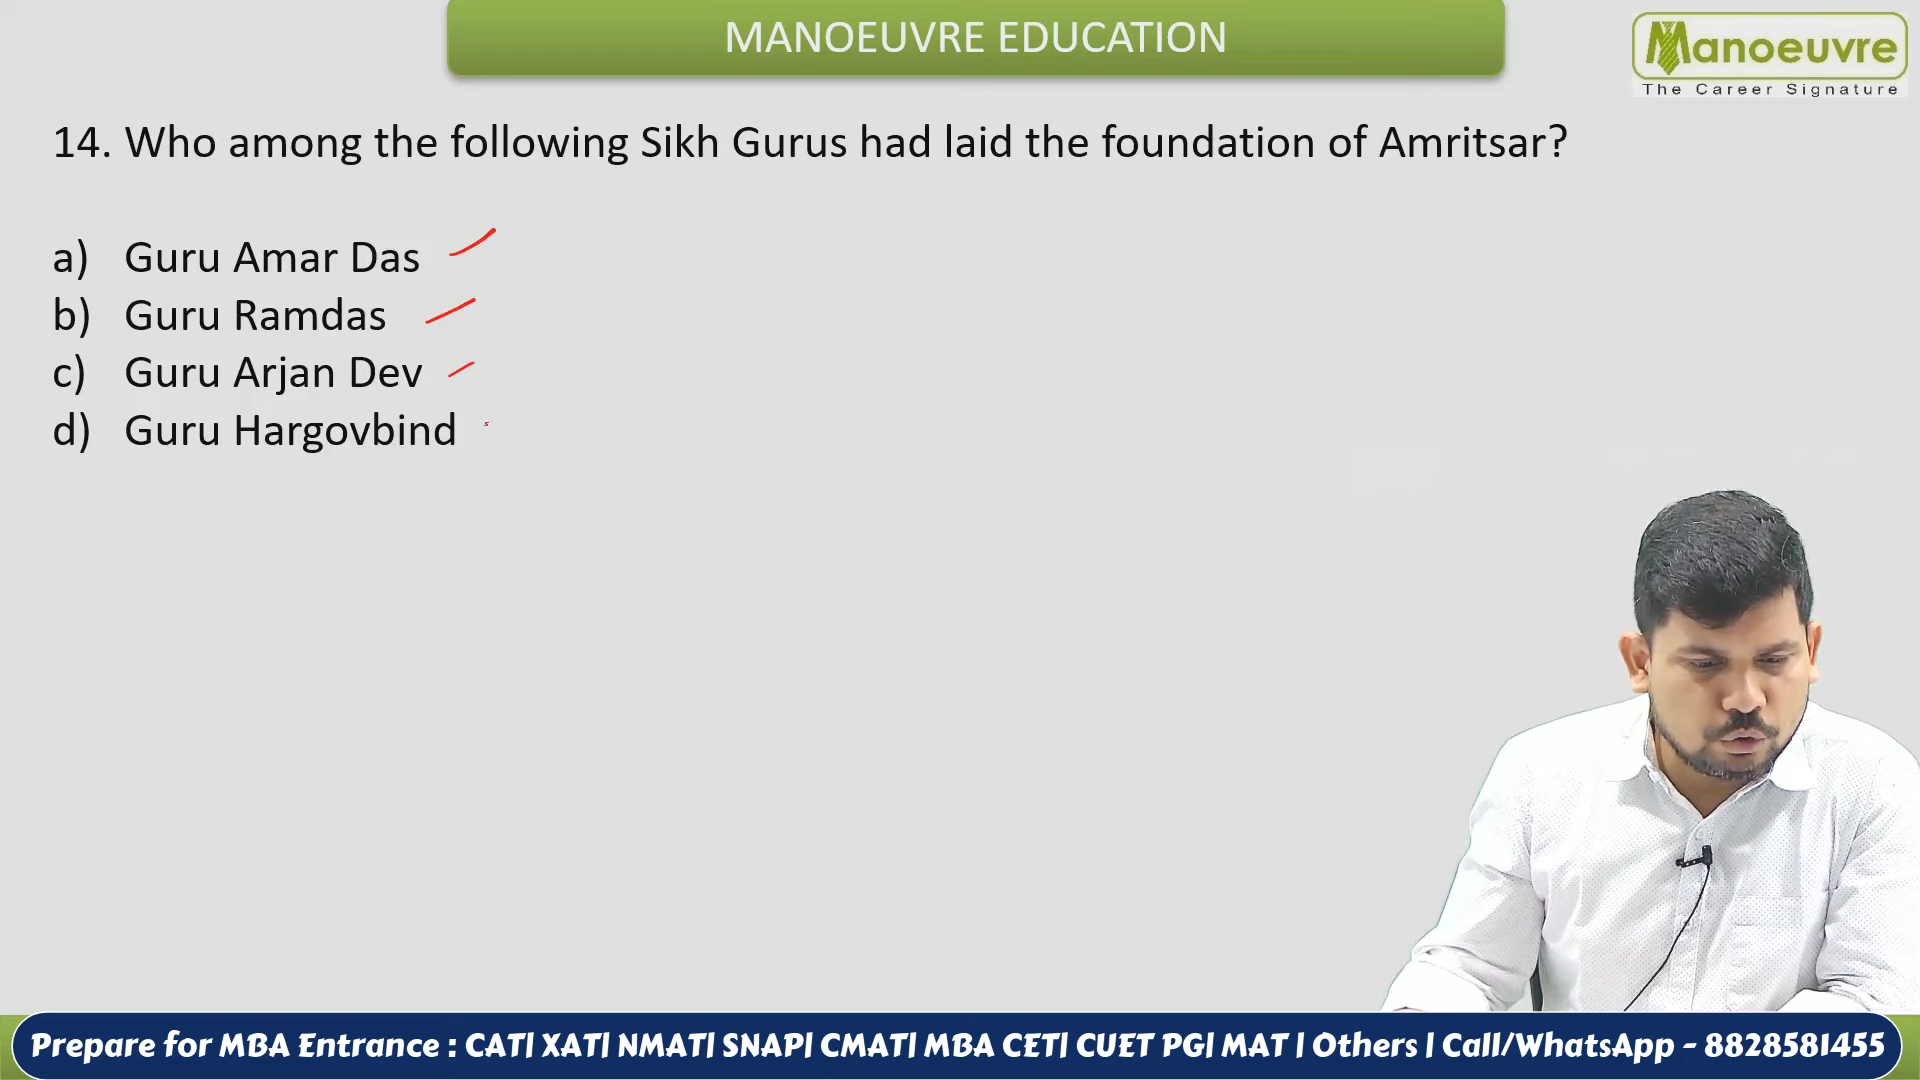 MANOEUVRE EDUCATION
Manoeuvre
The Career Signature
14. Who among the following Sikh Gurus had laid the foundation of Amritsar?
a) Guru Amar Das
b) Guru Ramdas
c) Guru Arjan Dev
d) Guru Hargovbind
Prepare for MBA Entrance : CAT| XAT| NMAT| SNAP| CMAT| MBA CET| CUET PG| MAT | Others | Call/WhatsApp - 8828581455